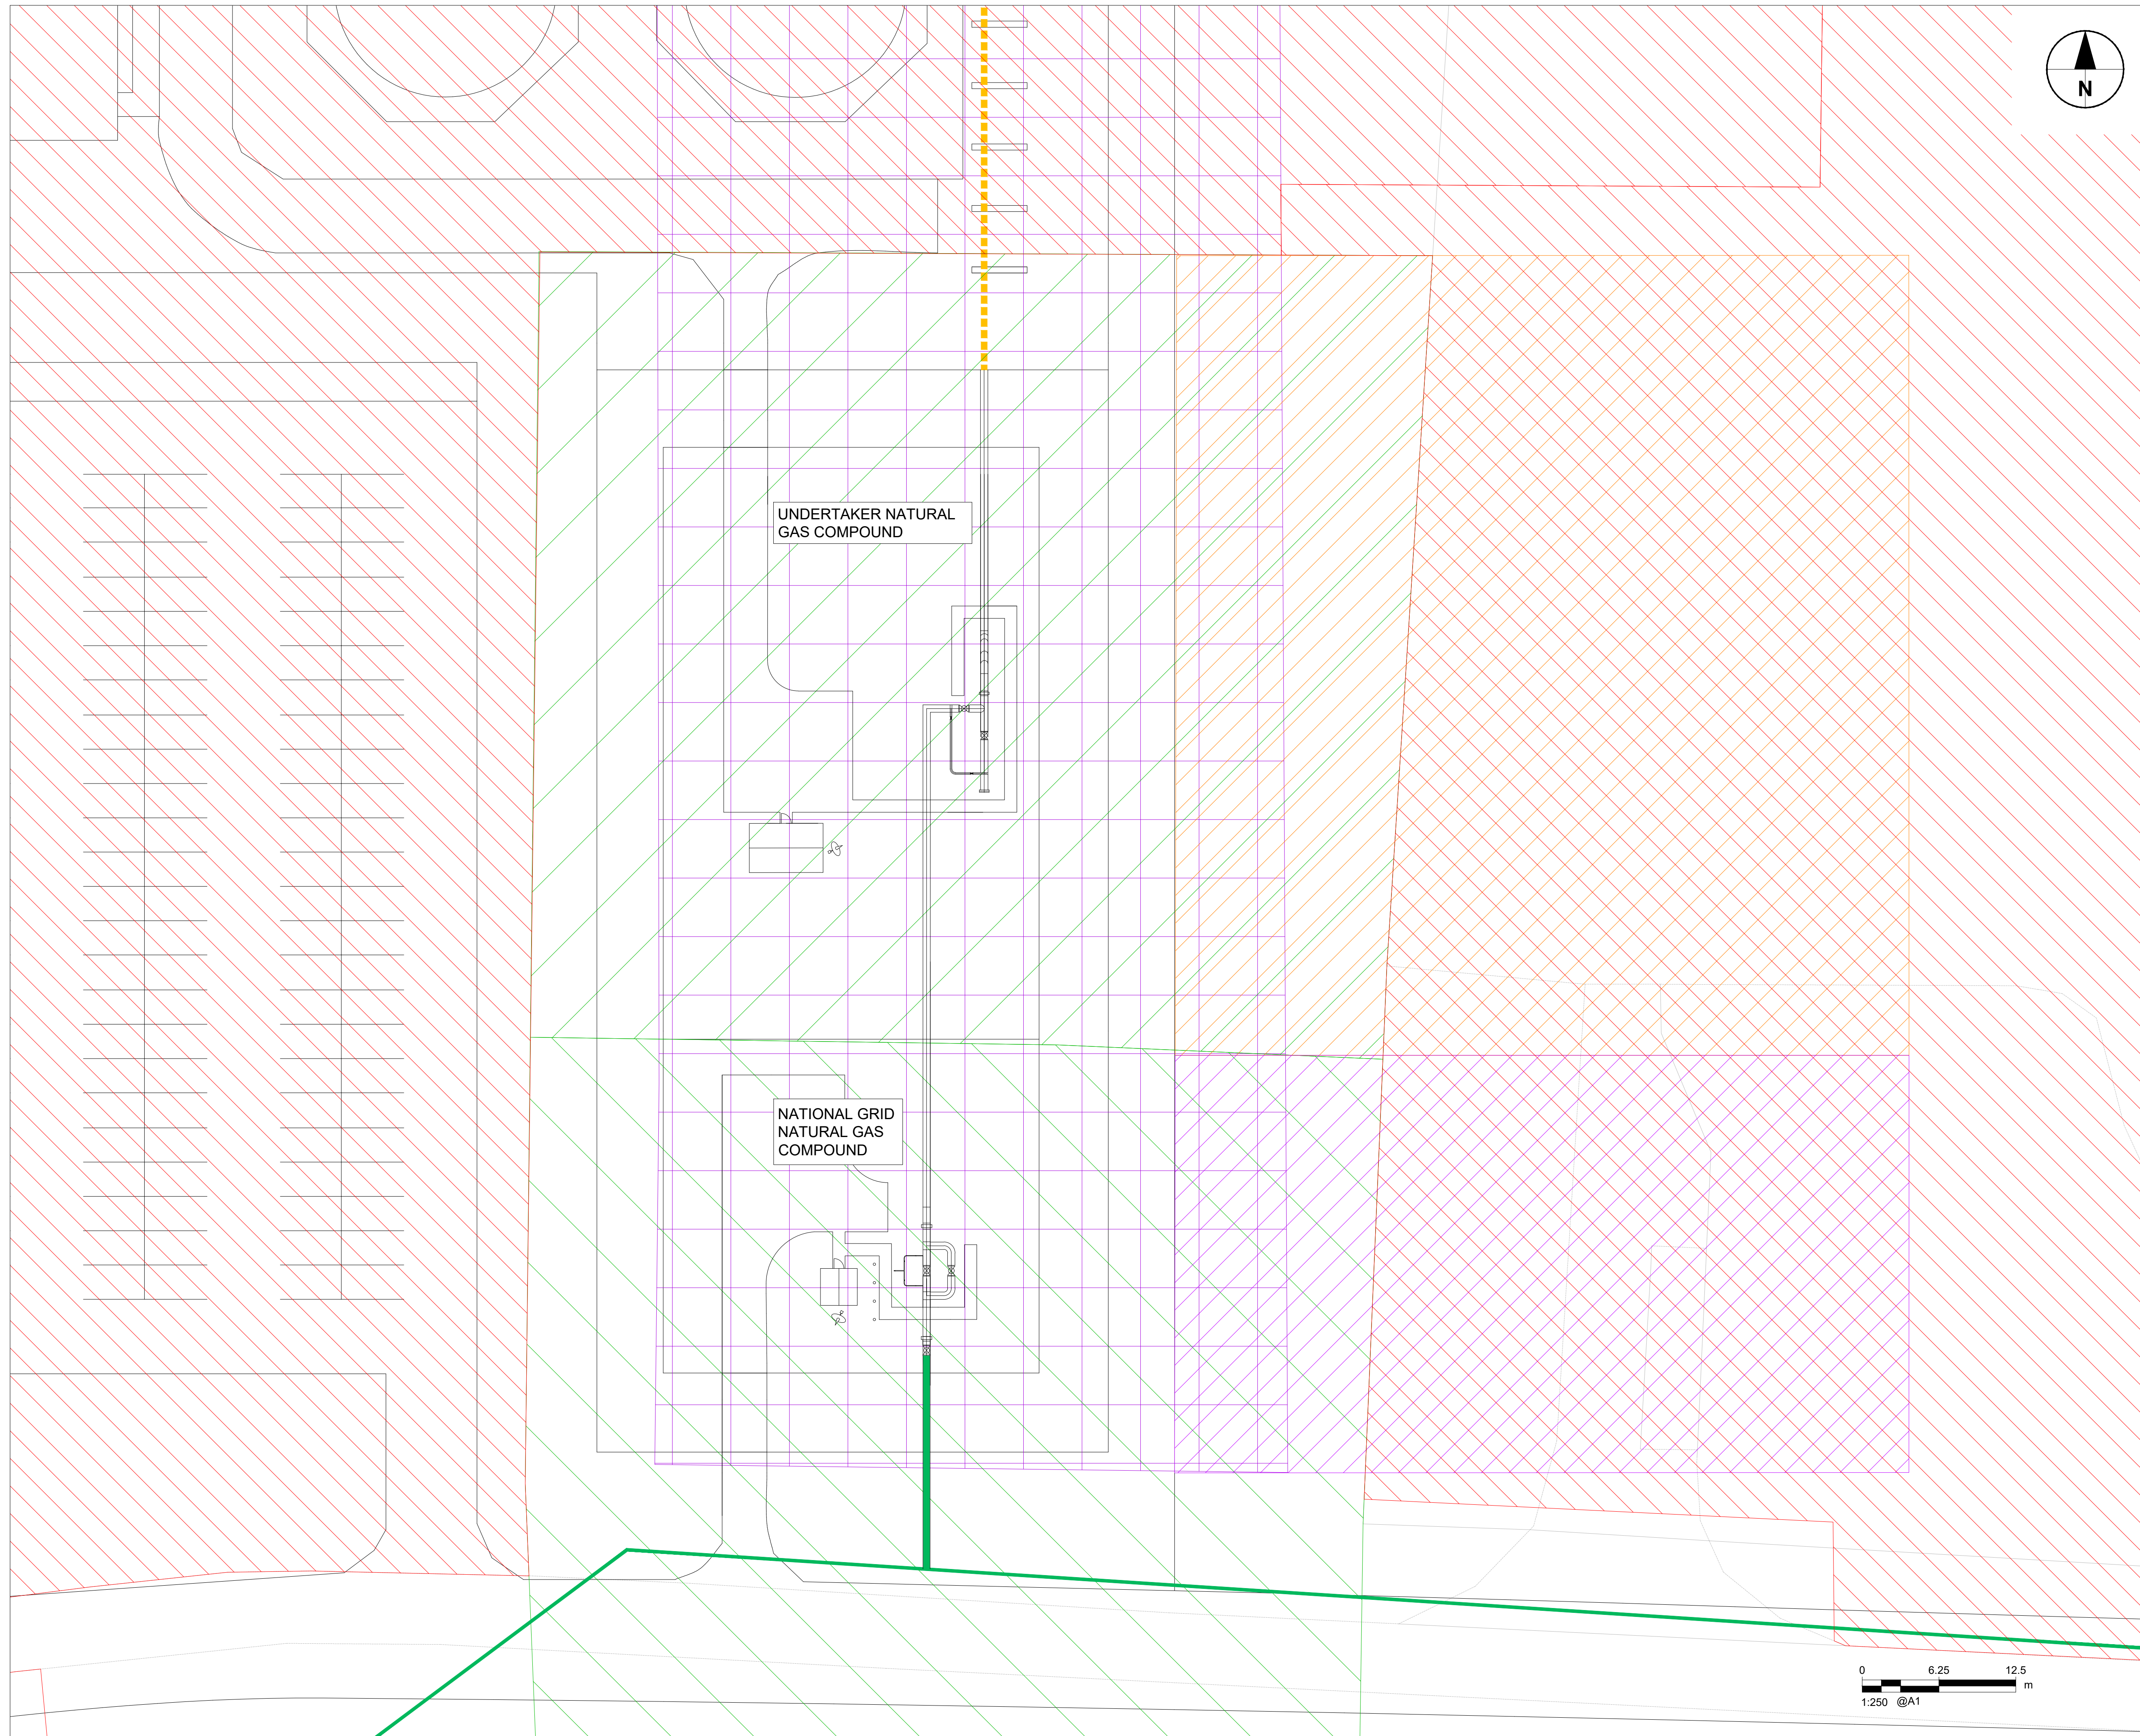 N
UNDERTAKER NATURAL
GAS COMPOUND
NATIONAL GRID
NATURAL GAS
COMPOUND
0 6.25 12.5
m
1:250 @A1